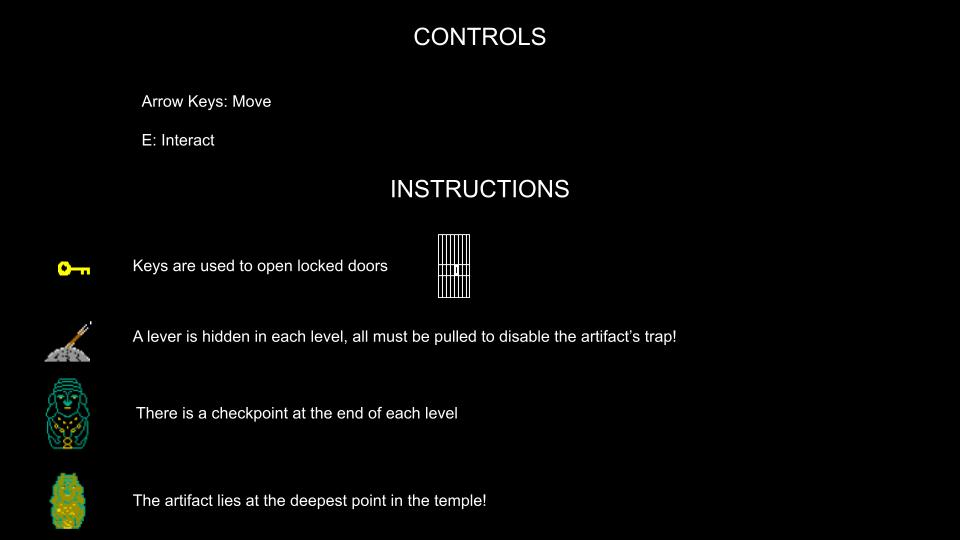 CONTROLS
Arrow Keys: Move
E: Interact
INSTRUCTIONS
Keys are used to open locked doors
A lever is hidden in each level, all must be pulled to disable the artifact’s trap!
There is a checkpoint at the end of each level
The artifact lies at the deepest point in the temple!